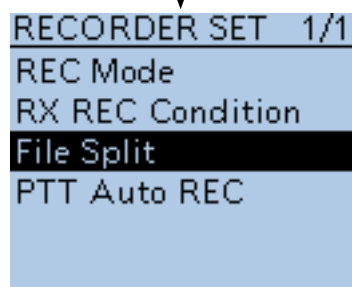 RECORDER SET 1/1
REC Mode
RX REC Condition
File Split
PTT Auto REC